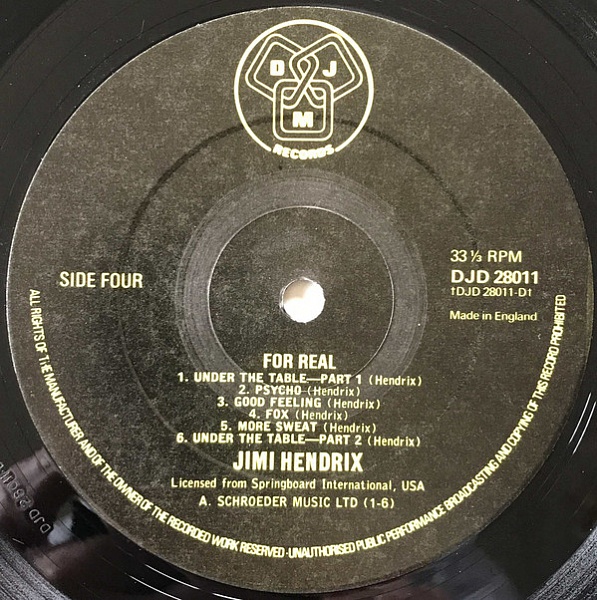 D J
M
RECORDS
SIDE FOUR
33 ⅓ RPM
DJD 28011
†DJD 28011-D†
Made in England
FOR REAL
1. UNDER THE TABLE—PART 1 (Hendrix)
2. PSYCHO (Hendrix)
3. GOOD FEELING (Hendrix)
4. FOX (Hendrix)
5. MORE SWEAT (Hendrix)
6. UNDER THE TABLE—PART 2 (Hendrix)
JIMI HENDRIX
Licensed from Springboard International, USA
A. SCHROEDER MUSIC LTD (1-6)
ALL RIGHTS OF THE MANUFACTURER AND OF THE OWNER OF THE RECORDED WORK RESERVED·UNAUTHORISED PUBLIC PERFORMANCE BROADCASTING AND COPYING OF THIS RECORD PROHIBITED